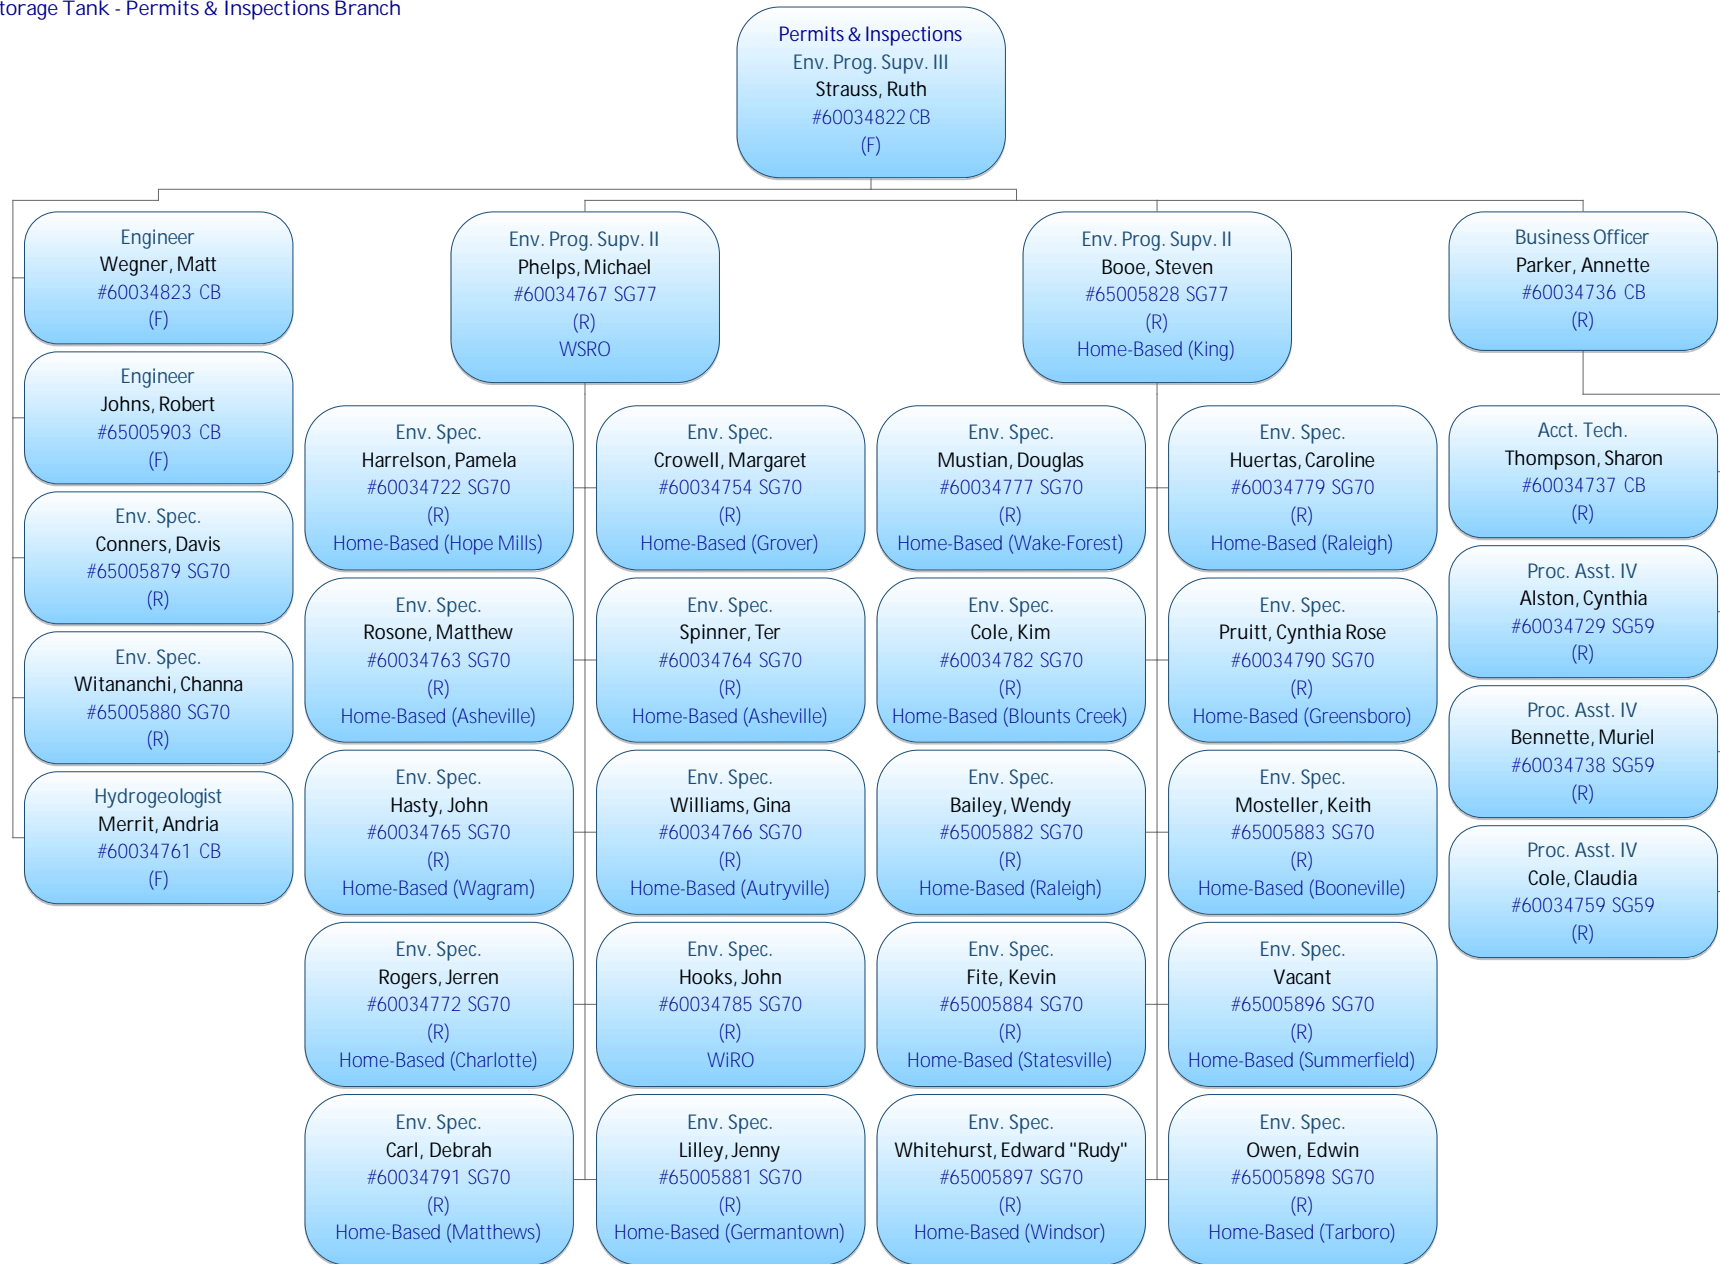 torage Tank - Permits & Inspections Branch
Permits & Inspections
Env. Prog. Supv. III
Strauss, Ruth
#60034822 CB
(F)
Engineer
Wegner, Matt
#60034823 CB
(F)
Engineer
Johns, Robert
#65005903 CB
(F)
Env. Spec.
Conners, Davis
#65005879 SG70
(R)
Env. Spec.
Witananchi, Channa
#65005880 SG70
(R)
Hydrogeologist
Merrit, Andria
#60034761 CB
(F)
Env. Prog. Supv. II
Phelps, Michael
#60034767 SG77
(R)
WSRO
Env. Spec.
Harrelson, Pamela
#60034722 SG70
(R)
Home-Based (Hope Mills)
Env. Spec.
Crowell, Margaret
#60034754 SG70
(R)
Home-Based (Grover)
Env. Spec.
Rosone, Matthew
#60034763 SG70
(R)
Home-Based (Asheville)
Env. Spec.
Spinner, Ter
#60034764 SG70
(R)
Home-Based (Asheville)
Env. Spec.
Hasty, John
#60034765 SG70
(R)
Home-Based (Wagram)
Env. Spec.
Williams, Gina
#60034766 SG70
(R)
Home-Based (Autryville)
Env. Spec.
Rogers, Jerren
#60034772 SG70
(R)
Home-Based (Charlotte)
Env. Spec.
Hooks, John
#60034785 SG70
(R)
WiRO
Env. Spec.
Carl, Debrah
#60034791 SG70
(R)
Home-Based (Matthews)
Env. Spec.
Lilley, Jenny
#65005881 SG70
(R)
Home-Based (Germantown)
Env. Prog. Supv. II
Booe, Steven
#65005828 SG77
(R)
Home-Based (King)
Env. Spec.
Mustian, Douglas
#60034777 SG70
(R)
Home-Based (Wake-Forest)
Env. Spec.
Huertas, Caroline
#60034779 SG70
(R)
Home-Based (Raleigh)
Env. Spec.
Cole, Kim
#60034782 SG70
(R)
Home-Based (Blounts Creek)
Env. Spec.
Pruitt, Cynthia Rose
#60034790 SG70
(R)
Home-Based (Greensboro)
Env. Spec.
Bailey, Wendy
#65005882 SG70
(R)
Home-Based (Raleigh)
Env. Spec.
Mosteller, Keith
#65005883 SG70
(R)
Home-Based (Booneville)
Env. Spec.
Fite, Kevin
#65005884 SG70
(R)
Home-Based (Statesville)
Env. Spec.
Vacant
#65005896 SG70
(R)
Home-Based (Summerfield)
Env. Spec.
Whitehurst, Edward "Rudy"
#65005897 SG70
(R)
Home-Based (Windsor)
Env. Spec.
Owen, Edwin
#65005898 SG70
(R)
Home-Based (Tarboro)
Business Officer
Parker, Annette
#60034736 CB
(R)
Acct. Tech.
Thompson, Sharon
#60034737 CB
(R)
Proc. Asst. IV
Alston, Cynthia
#60034729 SG59
(R)
Proc. Asst. IV
Bennette, Muriel
#60034738 SG59
(R)
Proc. Asst. IV
Cole, Claudia
#60034759 SG59
(R)